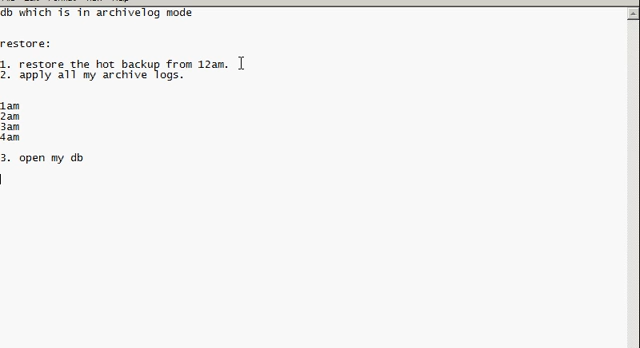 db which is in archivelog mode
restore:
1. restore the hot backup from 12am.
2. apply all my archive logs.
1am
2am
3am
4am
3. open my db